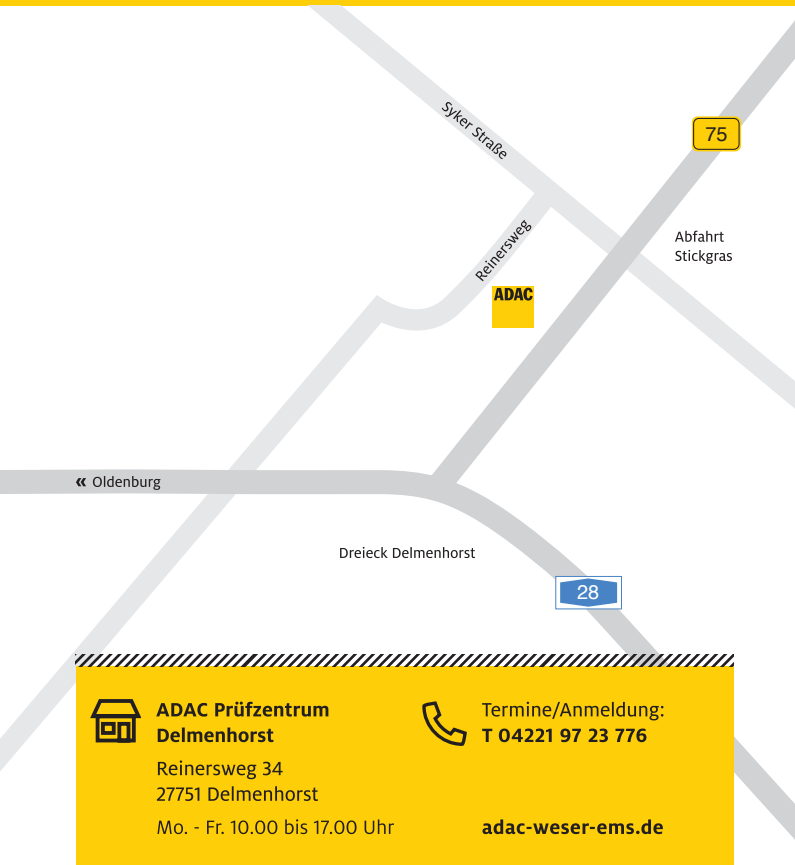 Syker Straße
75
Abfahrt
Stickgras
Reinersweg
ADAC
« Oldenburg
Dreieck Delmenhorst
28
ADAC Prüfzentrum
Delmenhorst
Reinersweg 34
27751 Delmenhorst
Mo. - Fr. 10.00 bis 17.00 Uhr
Termine/Anmeldung:
T 04221 97 23 776
adac-weser-ems.de